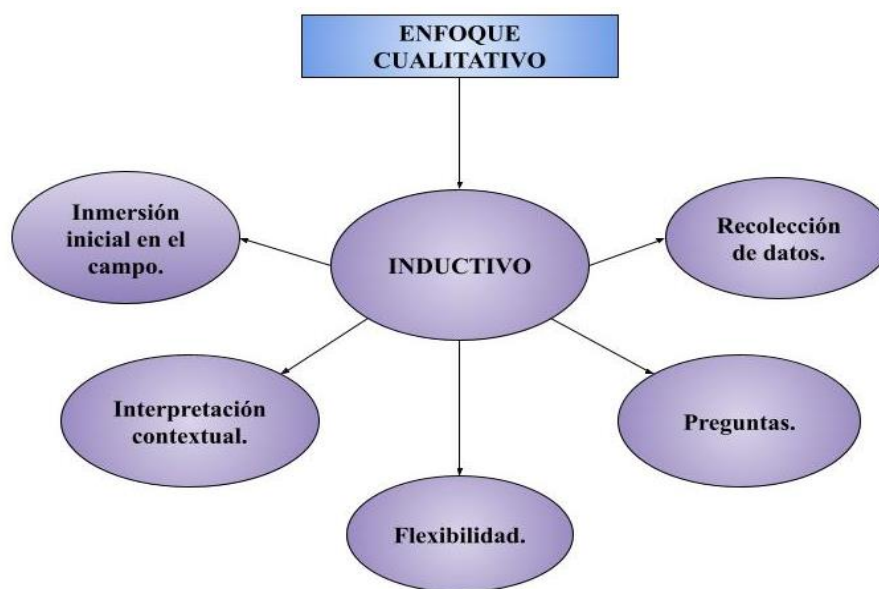 ENFOQUE
CUALITATIVO
Inmersión
inicial en el
campo.
INDUCTIVO
Recolección
de datos.
Interpretación
contextual.
Preguntas.
Flexibilidad.